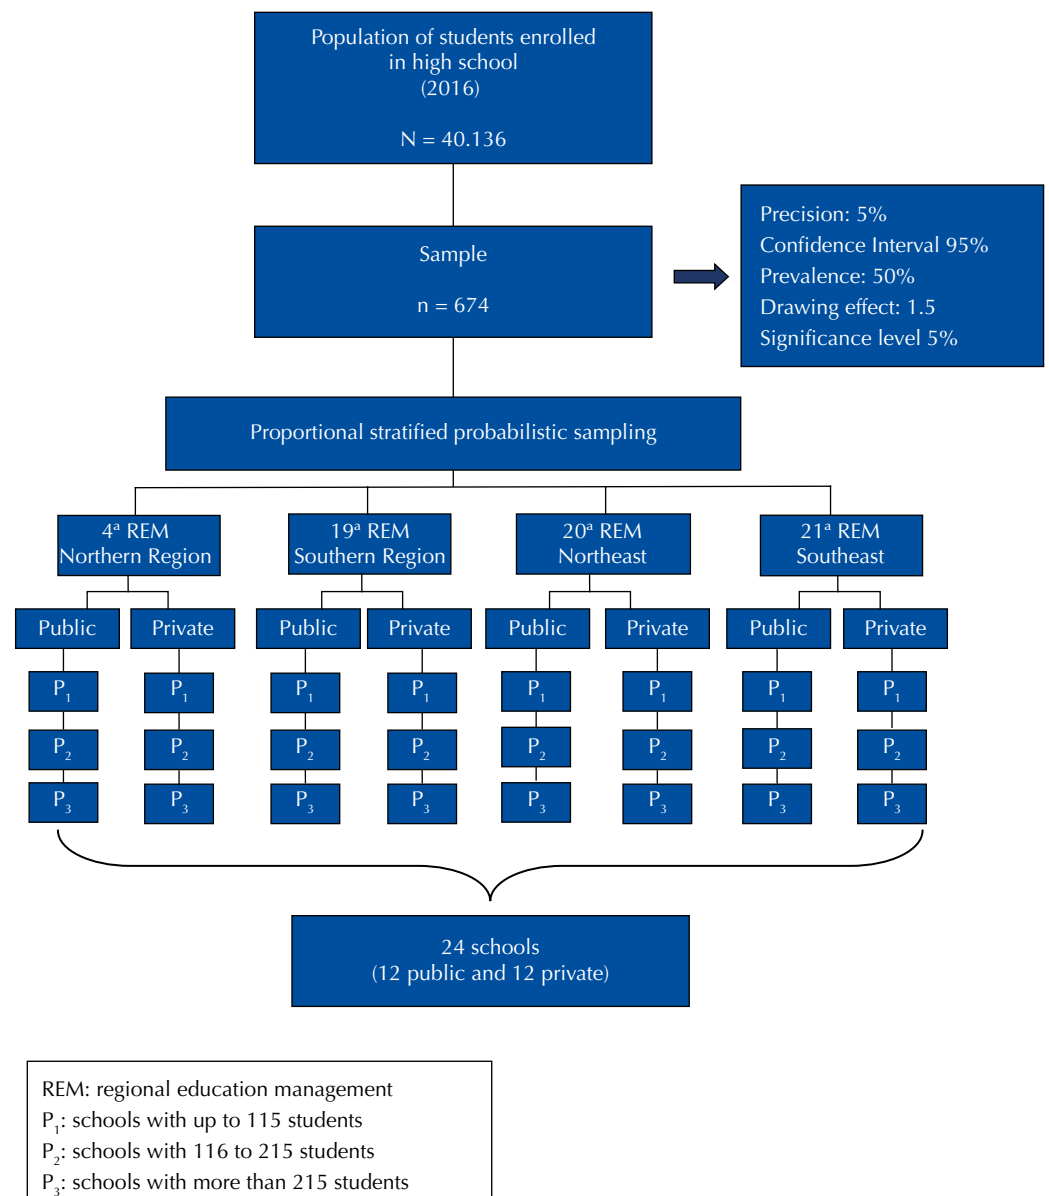 Population of students enrolled
in high school
(2016)
N = 40.136
Sample
n = 674
Precision: 5%
Confidence Interval 95%
Prevalence: 50%
Drawing effect: 1.5
Significance level 5%
Proportional stratified probabilistic sampling
4ª REM
Northern Region
19ª REM
Southern Region
20ª REM
Northeast
21ª REM
Southeast
Public Private Public Private Public Private Public Private
P₁ P₁ P₁ P₁ P₁ P₁ P₁ P₁
P₂ P₂ P₂ P₂ P₂ P₂ P₂ P₂
P₃ P₃ P₃ P₃ P₃ P₃ P₃ P₃
24 schools
(12 public and 12 private)
REM: regional education management
P₁: schools with up to 115 students
P₂: schools with 116 to 215 students
P₃: schools with more than 215 students